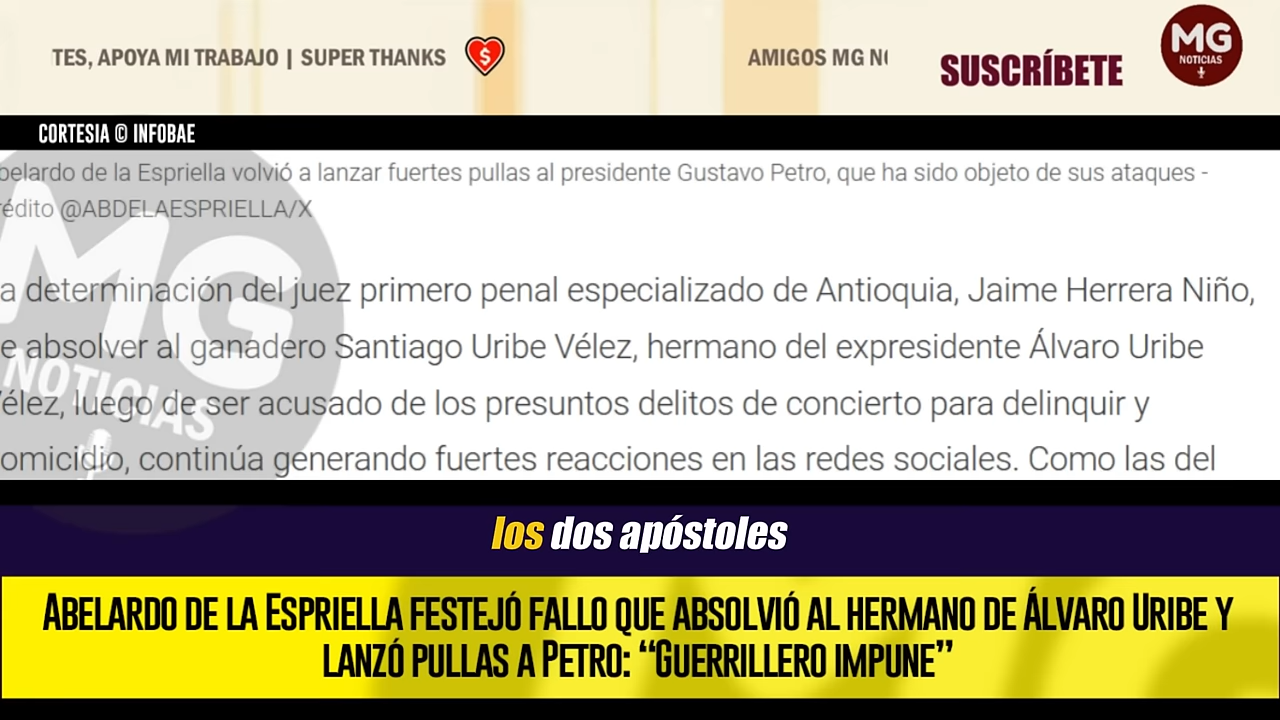 TES, APOYA MI TRABAJO | SUPER THANKS
AMIGOS MG
SUSCRÍBETE
MG
NOTICIAS
CORTESIA © INFOBAE
belardo de la Espriella volvió a lanzar fuertes pullas al presidente Gustavo Petro, que ha sido objeto de sus ataques -
rédito @ABDELAESPRIELLA/X
a determinación del juez primero penal especializado de Antioquia, Jaime Herrera Niño,
e absolver al ganadero Santiago Uribe Vélez, hermano del expresidente Álvaro Uribe
élez, luego de ser acusado de los presuntos delitos de concierto para delinquir y
omicidio, continúa generando fuertes reacciones en las redes sociales. Como las del
MG
NOTICIAS
los dos apóstoles
ABELARDO DE LA ESPRIELLA FESTEJÓ FALLO QUE ABSOLVIÓ AL HERMANO DE ÁLVARO URIBE Y
LANZÓ PULLAS A PETRO: “GUERRILLERO IMPUNE”